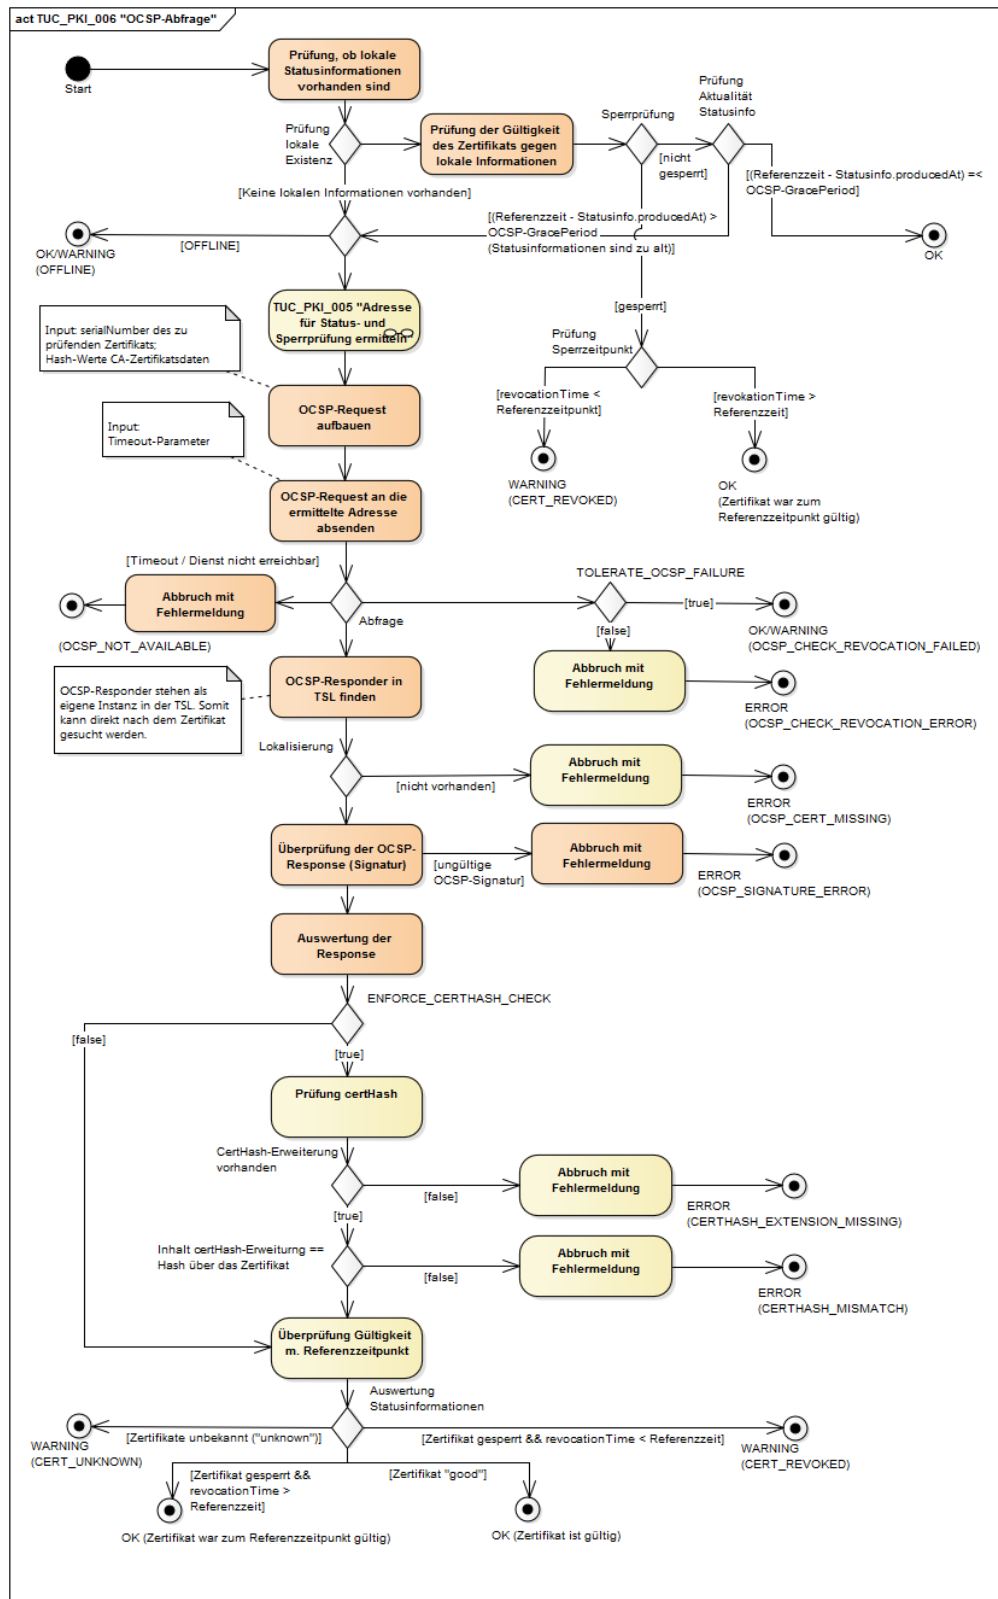 act TUC_PKI_006 "OCSP-Abfrage"
Start
Prüfung, ob lokale
Statusinformationen
vorhanden sind
Prüfung
lokale
Existenz
Prüfung der Gültigkeit
des Zertifikats gegen
lokale Informationen
Sperrprüfung
[nicht
gesperrt]
Prüfung
Aktualität
Statusinfo
[(Referenzzeit - Statusinfo.producedAt) =<
OCSP-GracePeriod]
OK
[Keine lokalen Informationen vorhanden]
[(Referenzzeit - Statusinfo.producedAt) >
OCSP-GracePeriod
(Statusinformationen sind zu alt)]
[OFFLINE]
OK/WARNING
(OFFLINE)
TUC_PKI_005 "Adresse
für Status- und
Sperrprüfung ermitteln"
[gesperrt]
Prüfung
Sperrzeitpunkt
[revocationTime <
Referenzzeitpunkt]
[revokationTime >
Referenzzeit]
WARNING
(CERT_REVOKED)
OK
(Zertifikat war zum
Referenzzeitpunkt gültig)
Input: serialNumber des zu
prüfenden Zertifikats;
Hash-Werte CA-Zertifikatsdaten
OCSP-Request
aufbauen
Input:
Timeout-Parameter
OCSP-Request an die
ermittelte Adresse
absenden
[Timeout / Dienst nicht erreichbar]
Abbruch mit
Fehlermeldung
(OCSP_NOT_AVAILABLE)
Abfrage
TOLERATE_OCSP_FAILURE
[true]
OK/WARNING
(OCSP_CHECK_REVOCATION_FAILED)
[false]
Abbruch mit
Fehlermeldung
ERROR
(OCSP_CHECK_REVOCATION_ERROR)
OCSP-Responder stehen als
eigene Instanz in der TSL. Somit
kann direkt nach dem Zertifikat
gesucht werden.
OCSP-Responder in
TSL finden
Lokalisierung
[nicht vorhanden]
Abbruch mit
Fehlermeldung
ERROR
(OCSP_CERT_MISSING)
Überprüfung der OCSP-
Response (Signatur)
[ungültige
OCSP-Signatur]
Abbruch mit
Fehlermeldung
ERROR
(OCSP_SIGNATURE_ERROR)
Auswertung der
Response
ENFORCE_CERTHASH_CHECK
[false]
[true]
Prüfung certHash
CertHash-Erweiterung
vorhanden
[false]
Abbruch mit
Fehlermeldung
ERROR
(CERTHASH_EXTENSION_MISSING)
[true]
Inhalt certHash-Erweiturng ==
Hash über das Zertifikat
[false]
Abbruch mit
Fehlermeldung
ERROR
(CERTHASH_MISMATCH)
Überprüfung Gültigkeit
m. Referenzzeitpunkt
Auswertung
Statusinformationen
[Zertifikate unbekannt ("unknown")]
WARNING
(CERT_UNKNOWN)
[Zertifikat gesperrt && revocationTime < Referenzzeit]
WARNING
(CERT_REVOKED)
[Zertifikat gesperrt &&
revocationTime >
Referenzzeit]
[Zertifikat "good"]
OK (Zertifikat war zum Referenzzeitpunkt gültig)
OK (Zertifikat ist gültig)